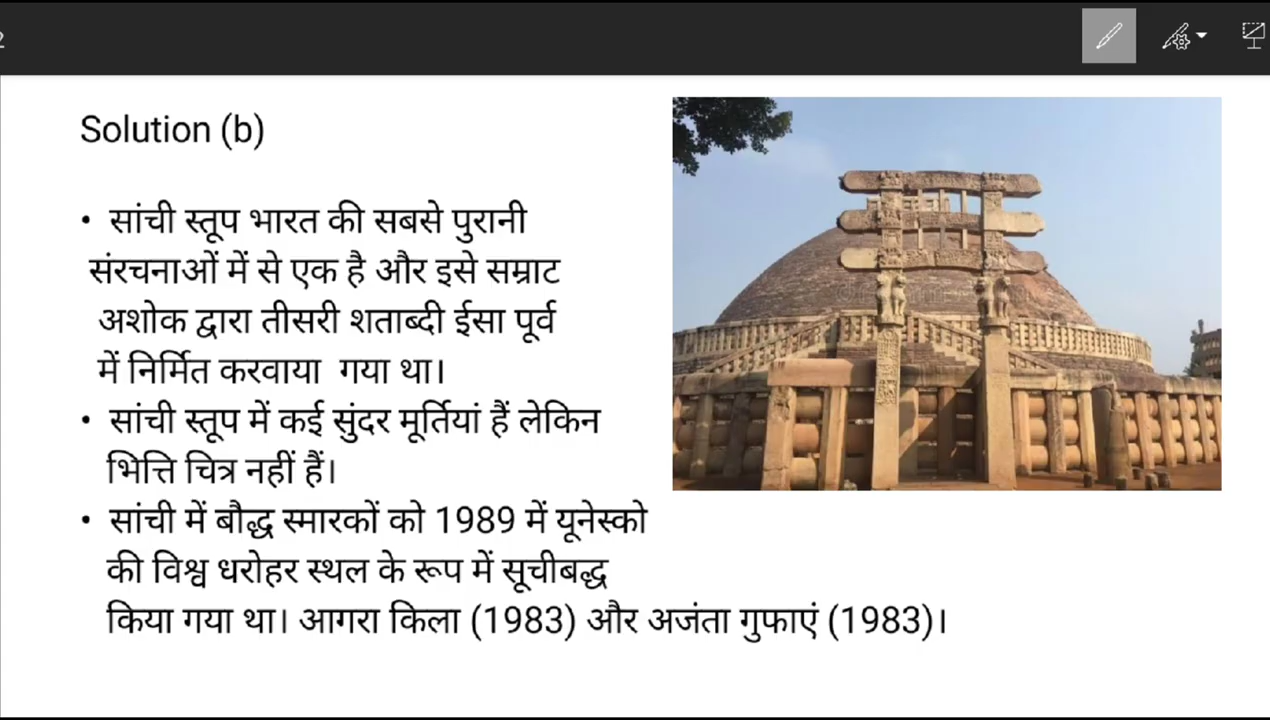 Solution (b)
• सांची स्तूप भारत की सबसे पुरानी
संरचनाओं में से एक है और इसे सम्राट
अशोक द्वारा तीसरी शताब्दी ईसा पूर्व
में निर्मित करवाया गया था।
• सांची स्तूप में कई सुंदर मूर्तियां हैं लेकिन
भित्ति चित्र नहीं हैं।
• सांची में बौद्ध स्मारकों को 1989 में यूनेस्को
की विश्व धरोहर स्थल के रूप में सूचीबद्ध
किया गया था। आगरा किला (1983) और अजंता गुफाएं (1983)।